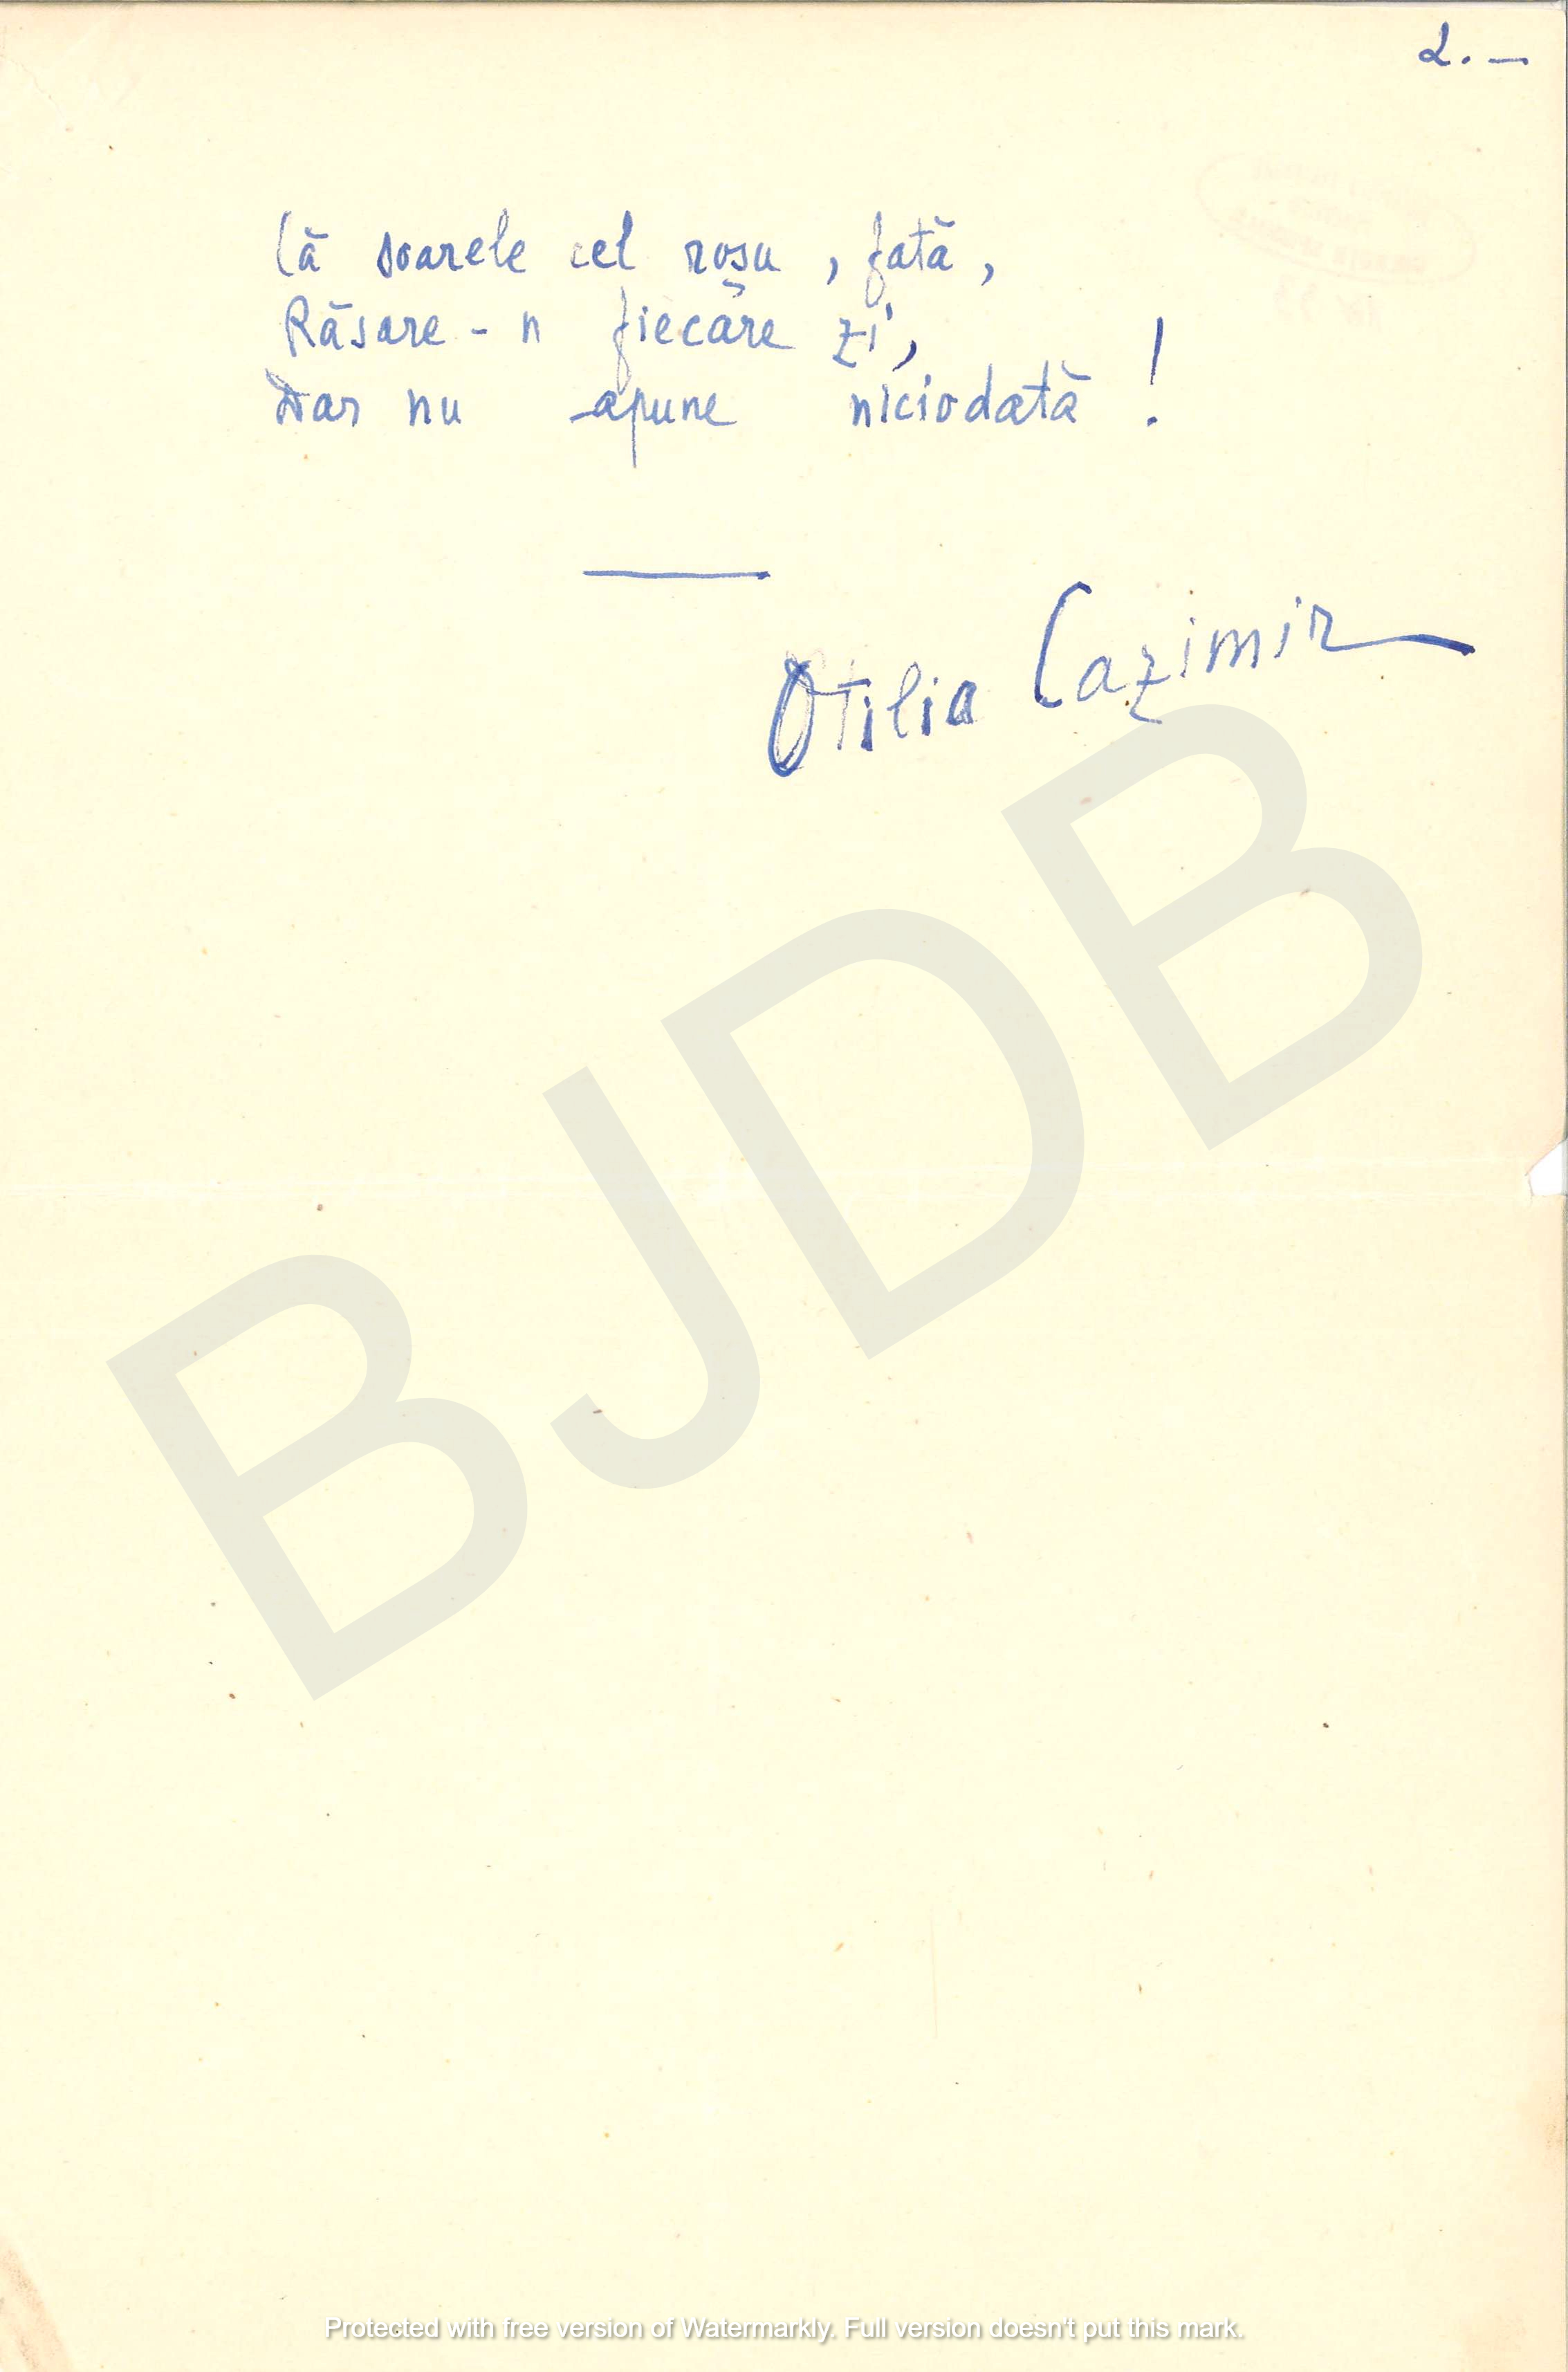 2.—
Că soarele cel roșu, fată,
Răsare-n fiecare zi,
Dar nu apune niciodată!
Otilia Cazimir
BJDB
Protected with free version of Watermarkly. Full version doesn't put this mark.